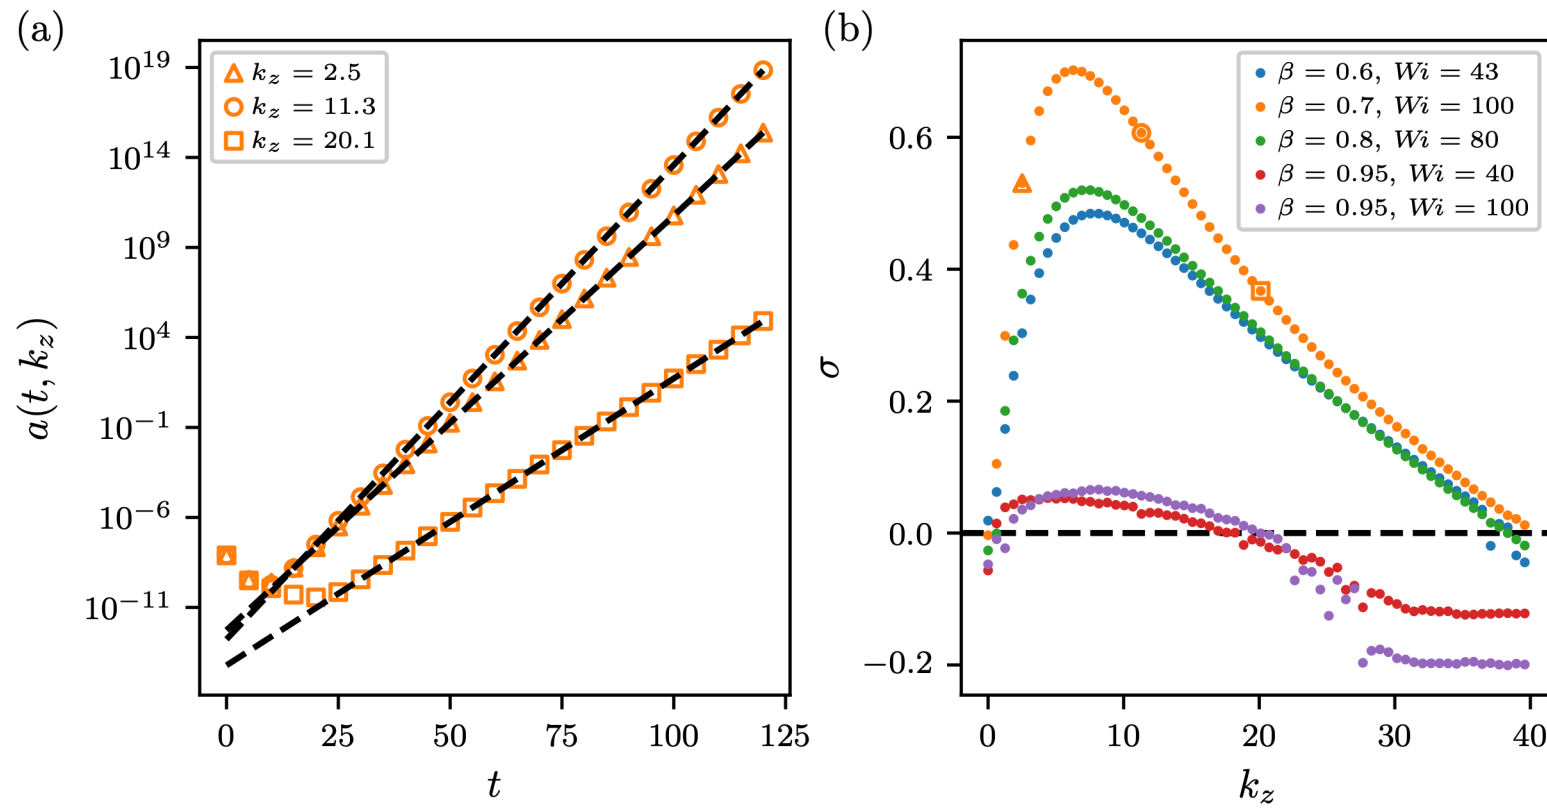 (a)
10^19
10^14
10^9
10^4
10^−1
10^−6
10^−11
a(t, k_z)
k_z = 2.5
k_z = 11.3
k_z = 20.1
0
25
50
75
100
125
t
(b)
0.6
0.4
0.2
0.0
−0.2
σ
β = 0.6, Wi = 43
β = 0.7, Wi = 100
β = 0.8, Wi = 80
β = 0.95, Wi = 40
β = 0.95, Wi = 100
0
10
20
30
40
k_z